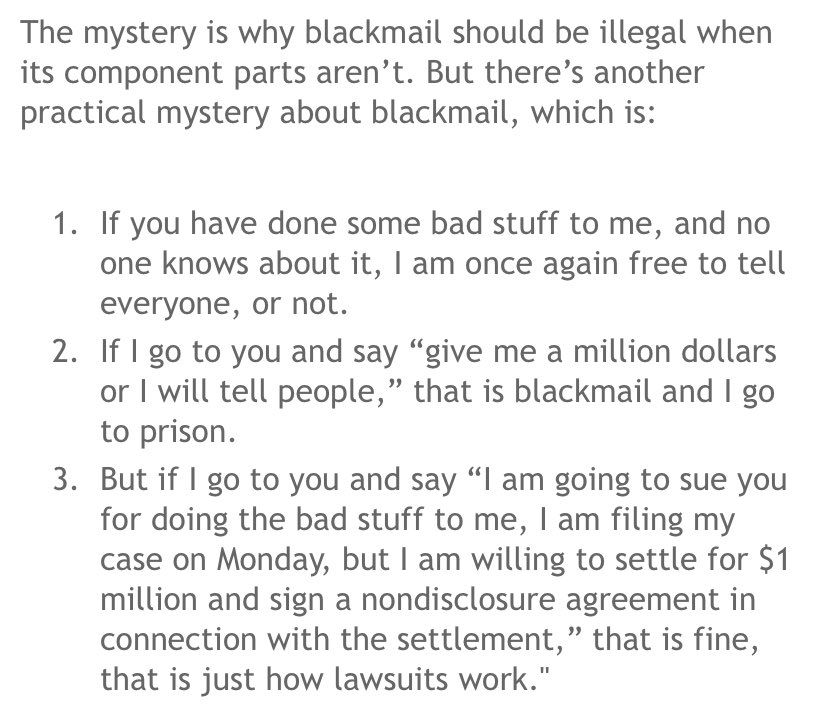 The mystery is why blackmail should be illegal when
its component parts aren’t. But there’s another
practical mystery about blackmail, which is:
1. If you have done some bad stuff to me, and no
one knows about it, I am once again free to tell
everyone, or not.
2. If I go to you and say “give me a million dollars
or I will tell people,” that is blackmail and I go
to prison.
3. But if I go to you and say “I am going to sue you
for doing the bad stuff to me, I am filing my
case on Monday, but I am willing to settle for $1
million and sign a nondisclosure agreement in
connection with the settlement,” that is fine,
that is just how lawsuits work."